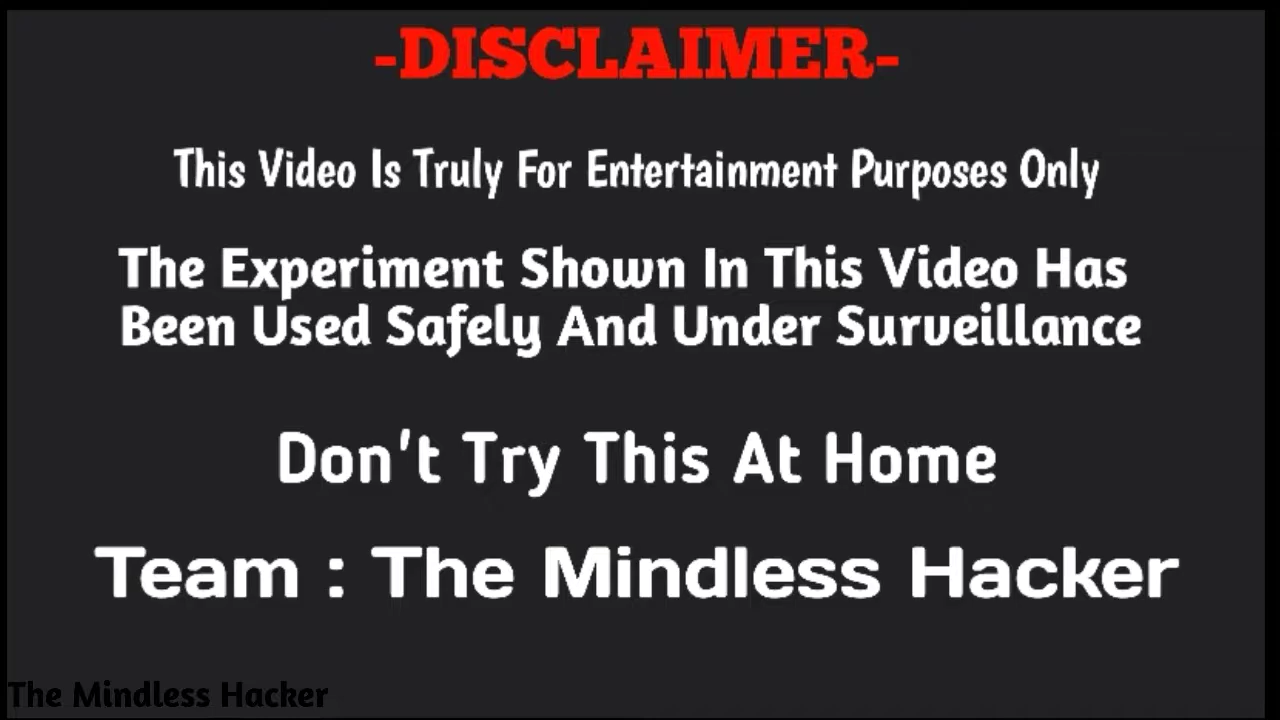 -DISCLAIMER-
This Video Is Truly For Entertainment Purposes Only
The Experiment Shown In This Video Has
Been Used Safely And Under Surveillance
Don't Try This At Home
Team : The Mindless Hacker
The Mindless Hacker